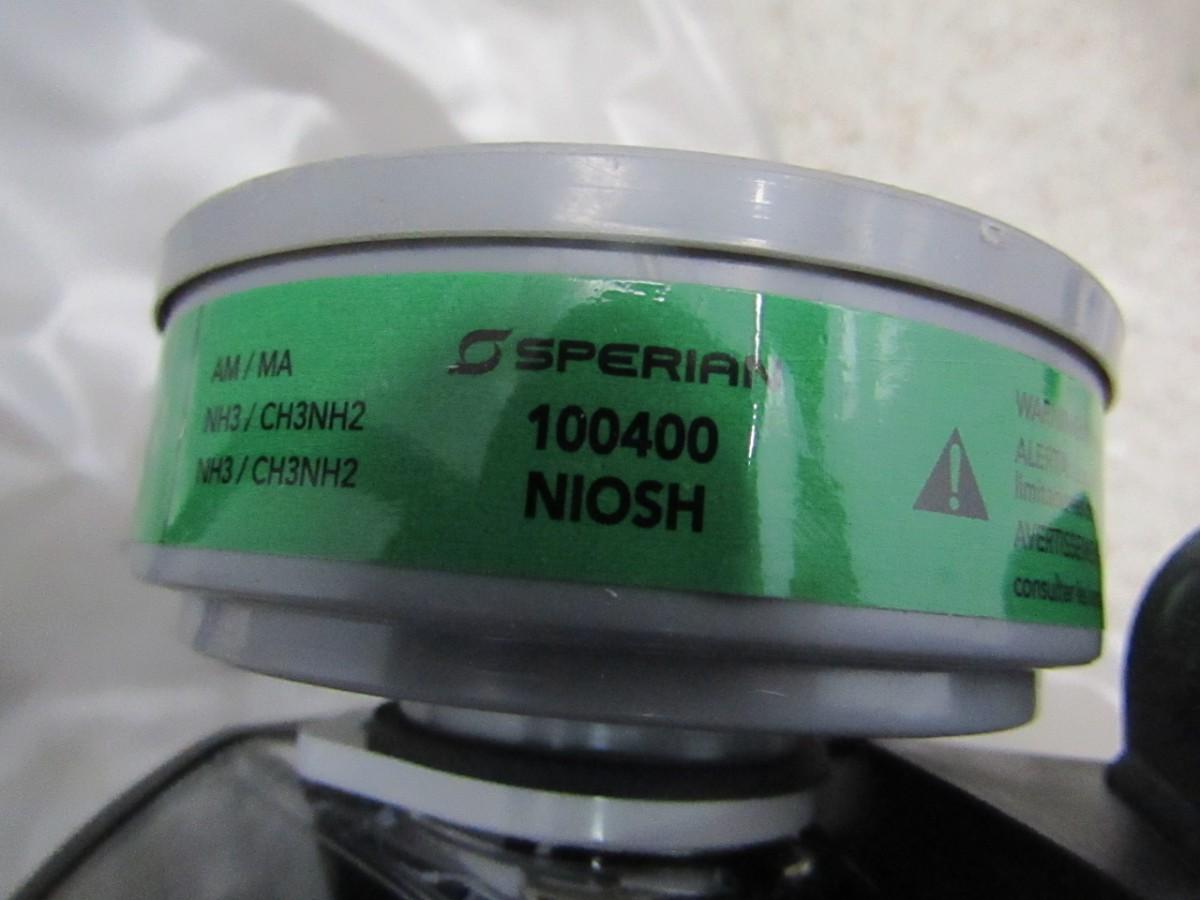 AM / MA
NH3 / CH3NH2
NH3 / CH3NH2
SPERIAN
100400
NIOSH
consulter